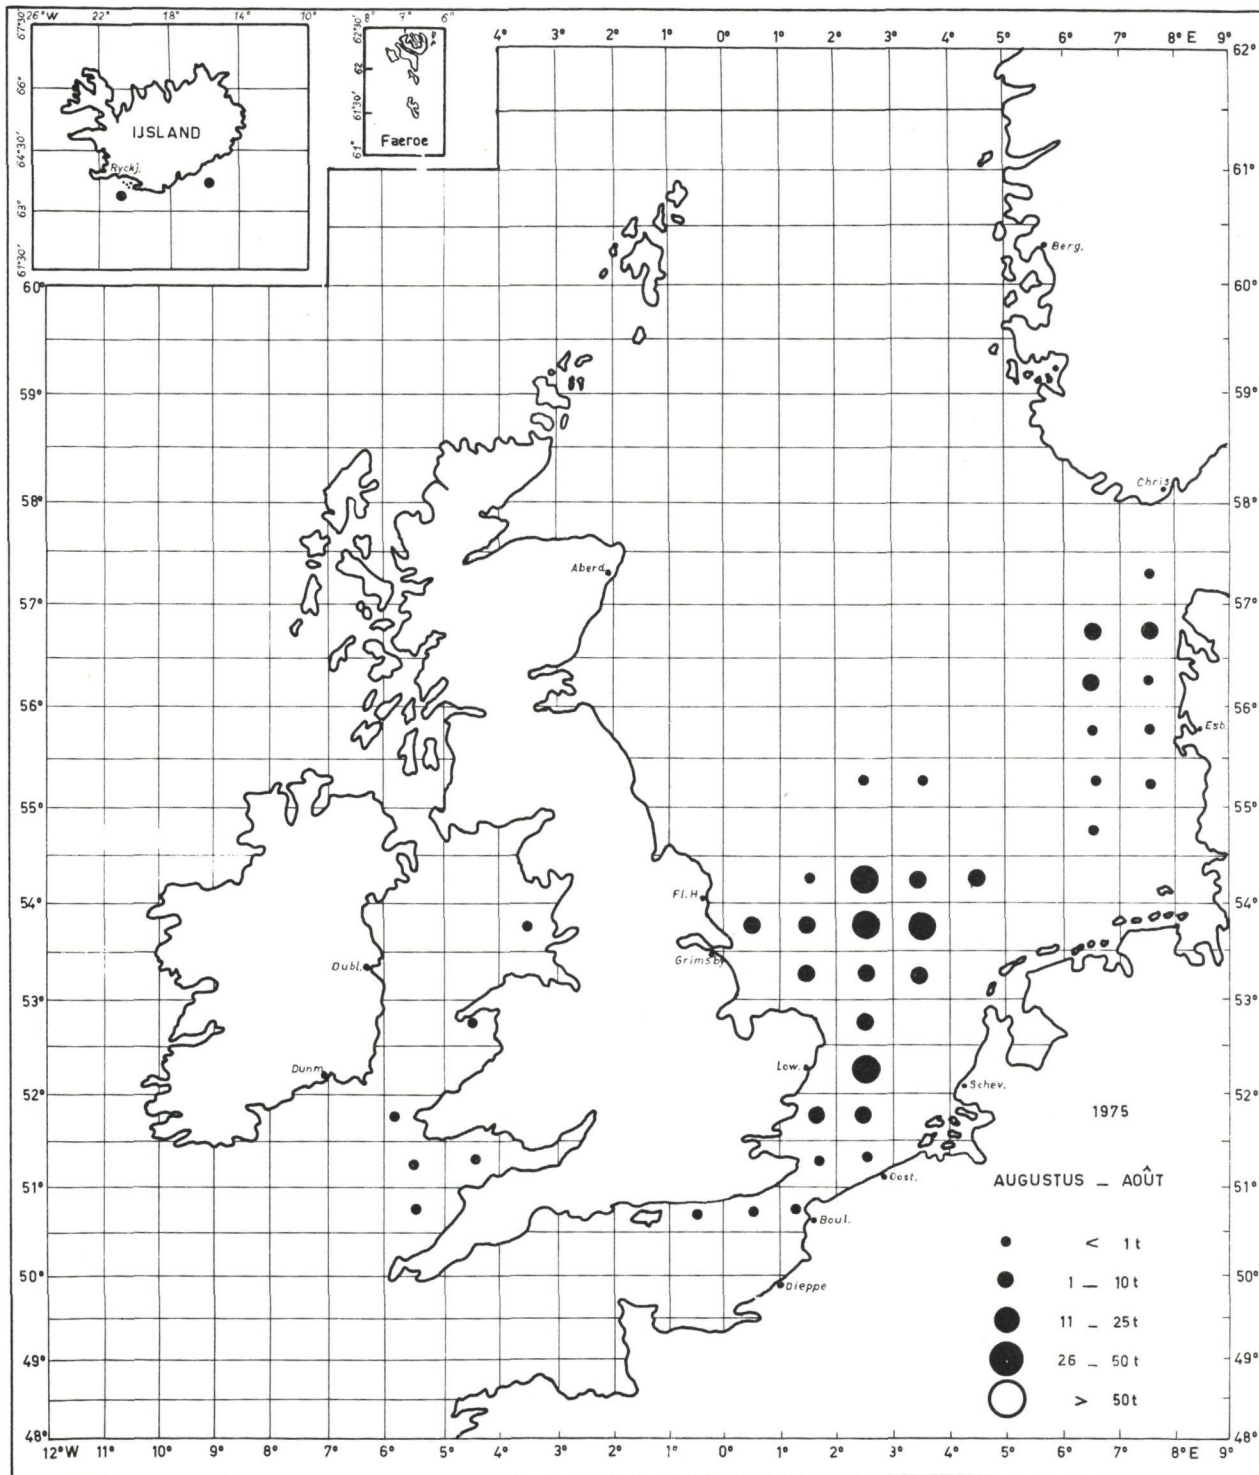 26°W 22° 18° 14° 10°
67°30'
66°
64°30'
63°
61°30'
IJSLAND
Ryckj.
8° 7° 6°
62°30'
62
61°30'
61°
Faeroe
4° 3° 2° 1° 0° 1° 2° 3° 4° 5° 6° 7° 8° E 9°
62°
61°
60° 60°
59° 59°
58° 58°
57° 57°
56° 56°
55° 55°
54° 54°
53° 53°
52° 52°
51° 51°
50° 50°
49° 49°
48° 48°
Berg.
Chris
Aberd.
Esb.
Fl.H.
Grimsby
Dubl.
Dunm
Low.
Schev.
Oost.
Boul.
Dieppe
1975
AUGUSTUS _ AOÛT
< 1t
1 _ 10t
11 _ 25t
26 _ 50t
> 50t
12°W 11° 10° 9° 8° 7° 6° 5° 4° 3° 2° 1° 0° 1° 2° 3° 4° 5° 6° 7° 8°E 9°